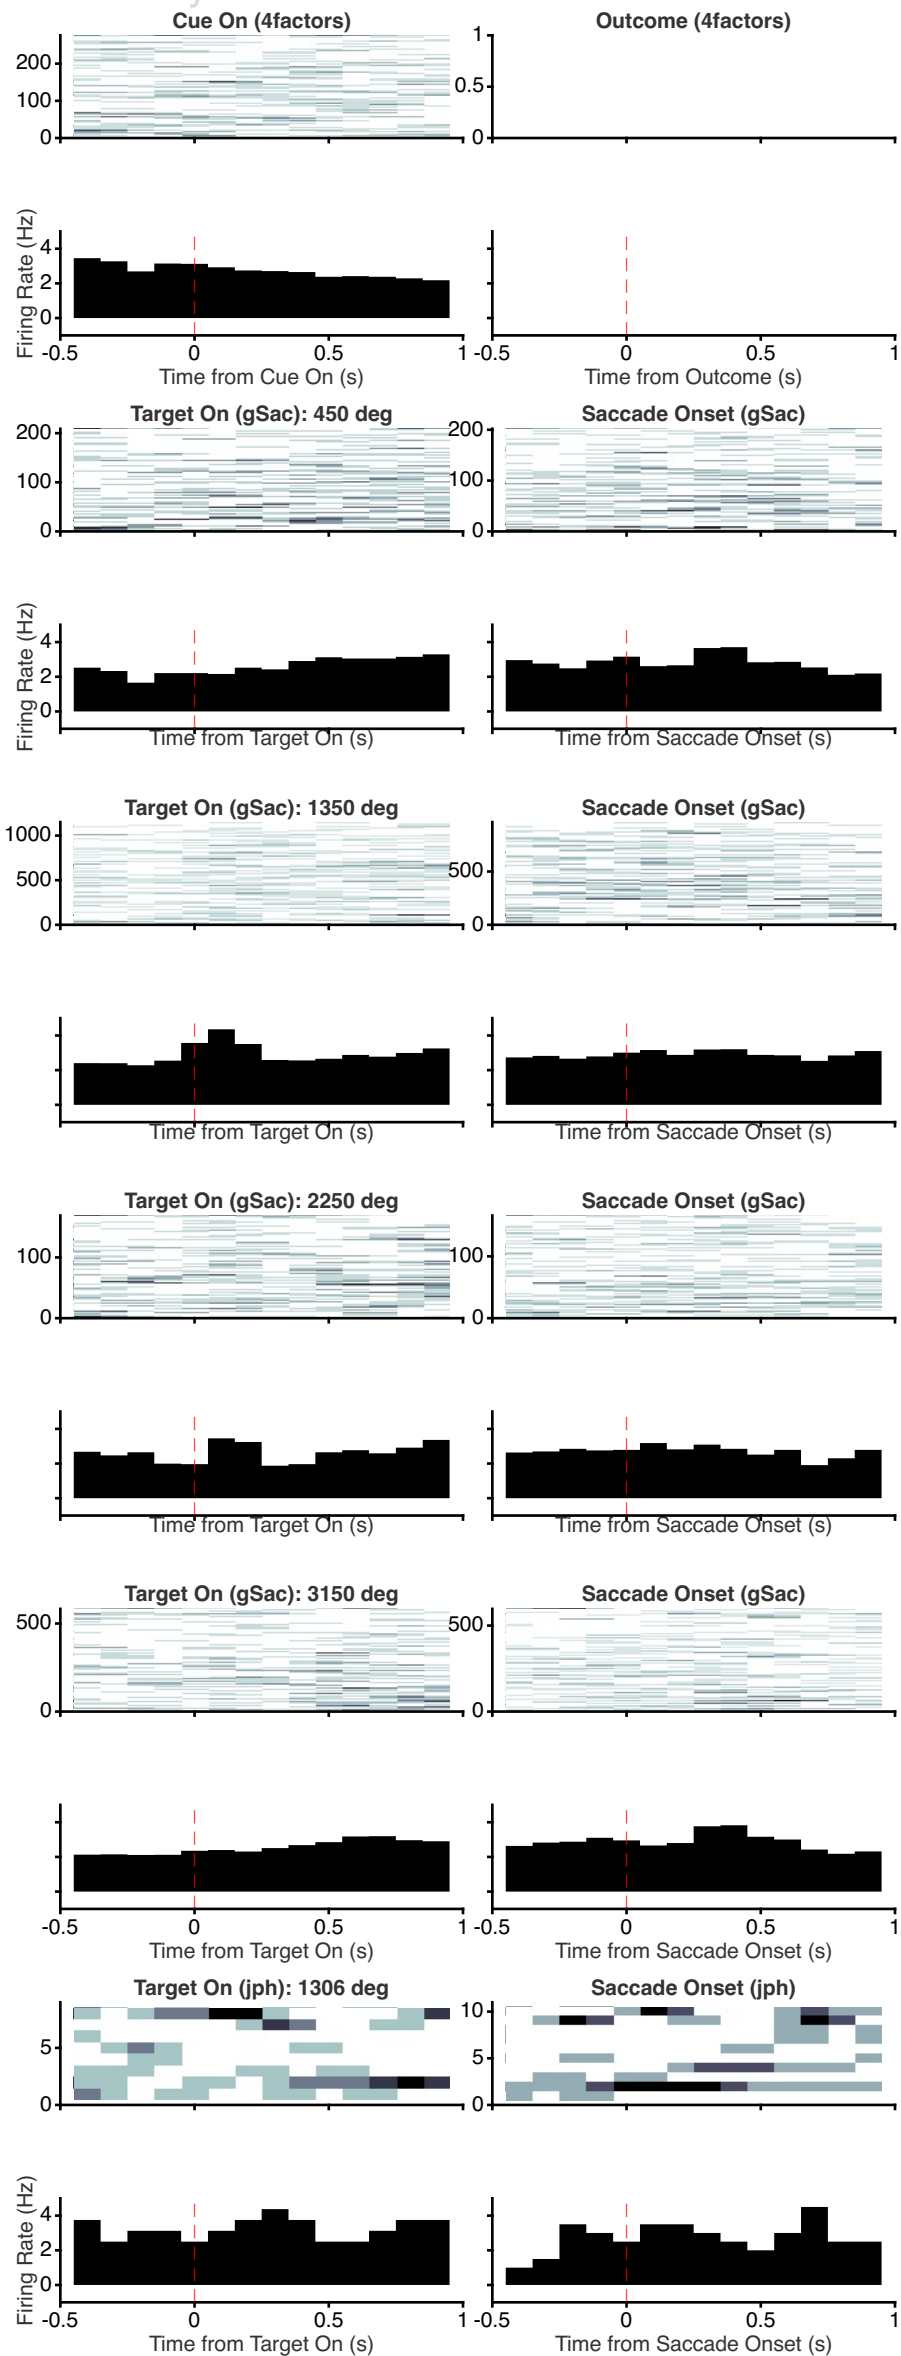 Cue On (4factors) Outcome (4factors)
200 100 0
1 0.5 0
Firing Rate (Hz)
4 2 0
-0.5 0 0.5 1 -0.5 0 0.5 1
Time from Cue On (s) Time from Outcome (s)
Target On (gSac): 450 deg Saccade Onset (gSac)
200 100 0
200 100 0
Firing Rate (Hz)
4 2 0
Time from Target On (s) Time from Saccade Onset (s)
Target On (gSac): 1350 deg Saccade Onset (gSac)
1000 500 0
500 0
Time from Target On (s) Time from Saccade Onset (s)
Target On (gSac): 2250 deg Saccade Onset (gSac)
100 0
100 0
Time from Target On (s) Time from Saccade Onset (s)
Target On (gSac): 3150 deg Saccade Onset (gSac)
500 0
500 0
-0.5 0 0.5 1 -0.5 0 0.5 1
Time from Target On (s) Time from Saccade Onset (s)
Target On (jph): 1306 deg Saccade Onset (jph)
5 0
10 5 0
Firing Rate (Hz)
4 2 0
-0.5 0 0.5 1 -0.5 0 0.5 1
Time from Target On (s) Time from Saccade Onset (s)